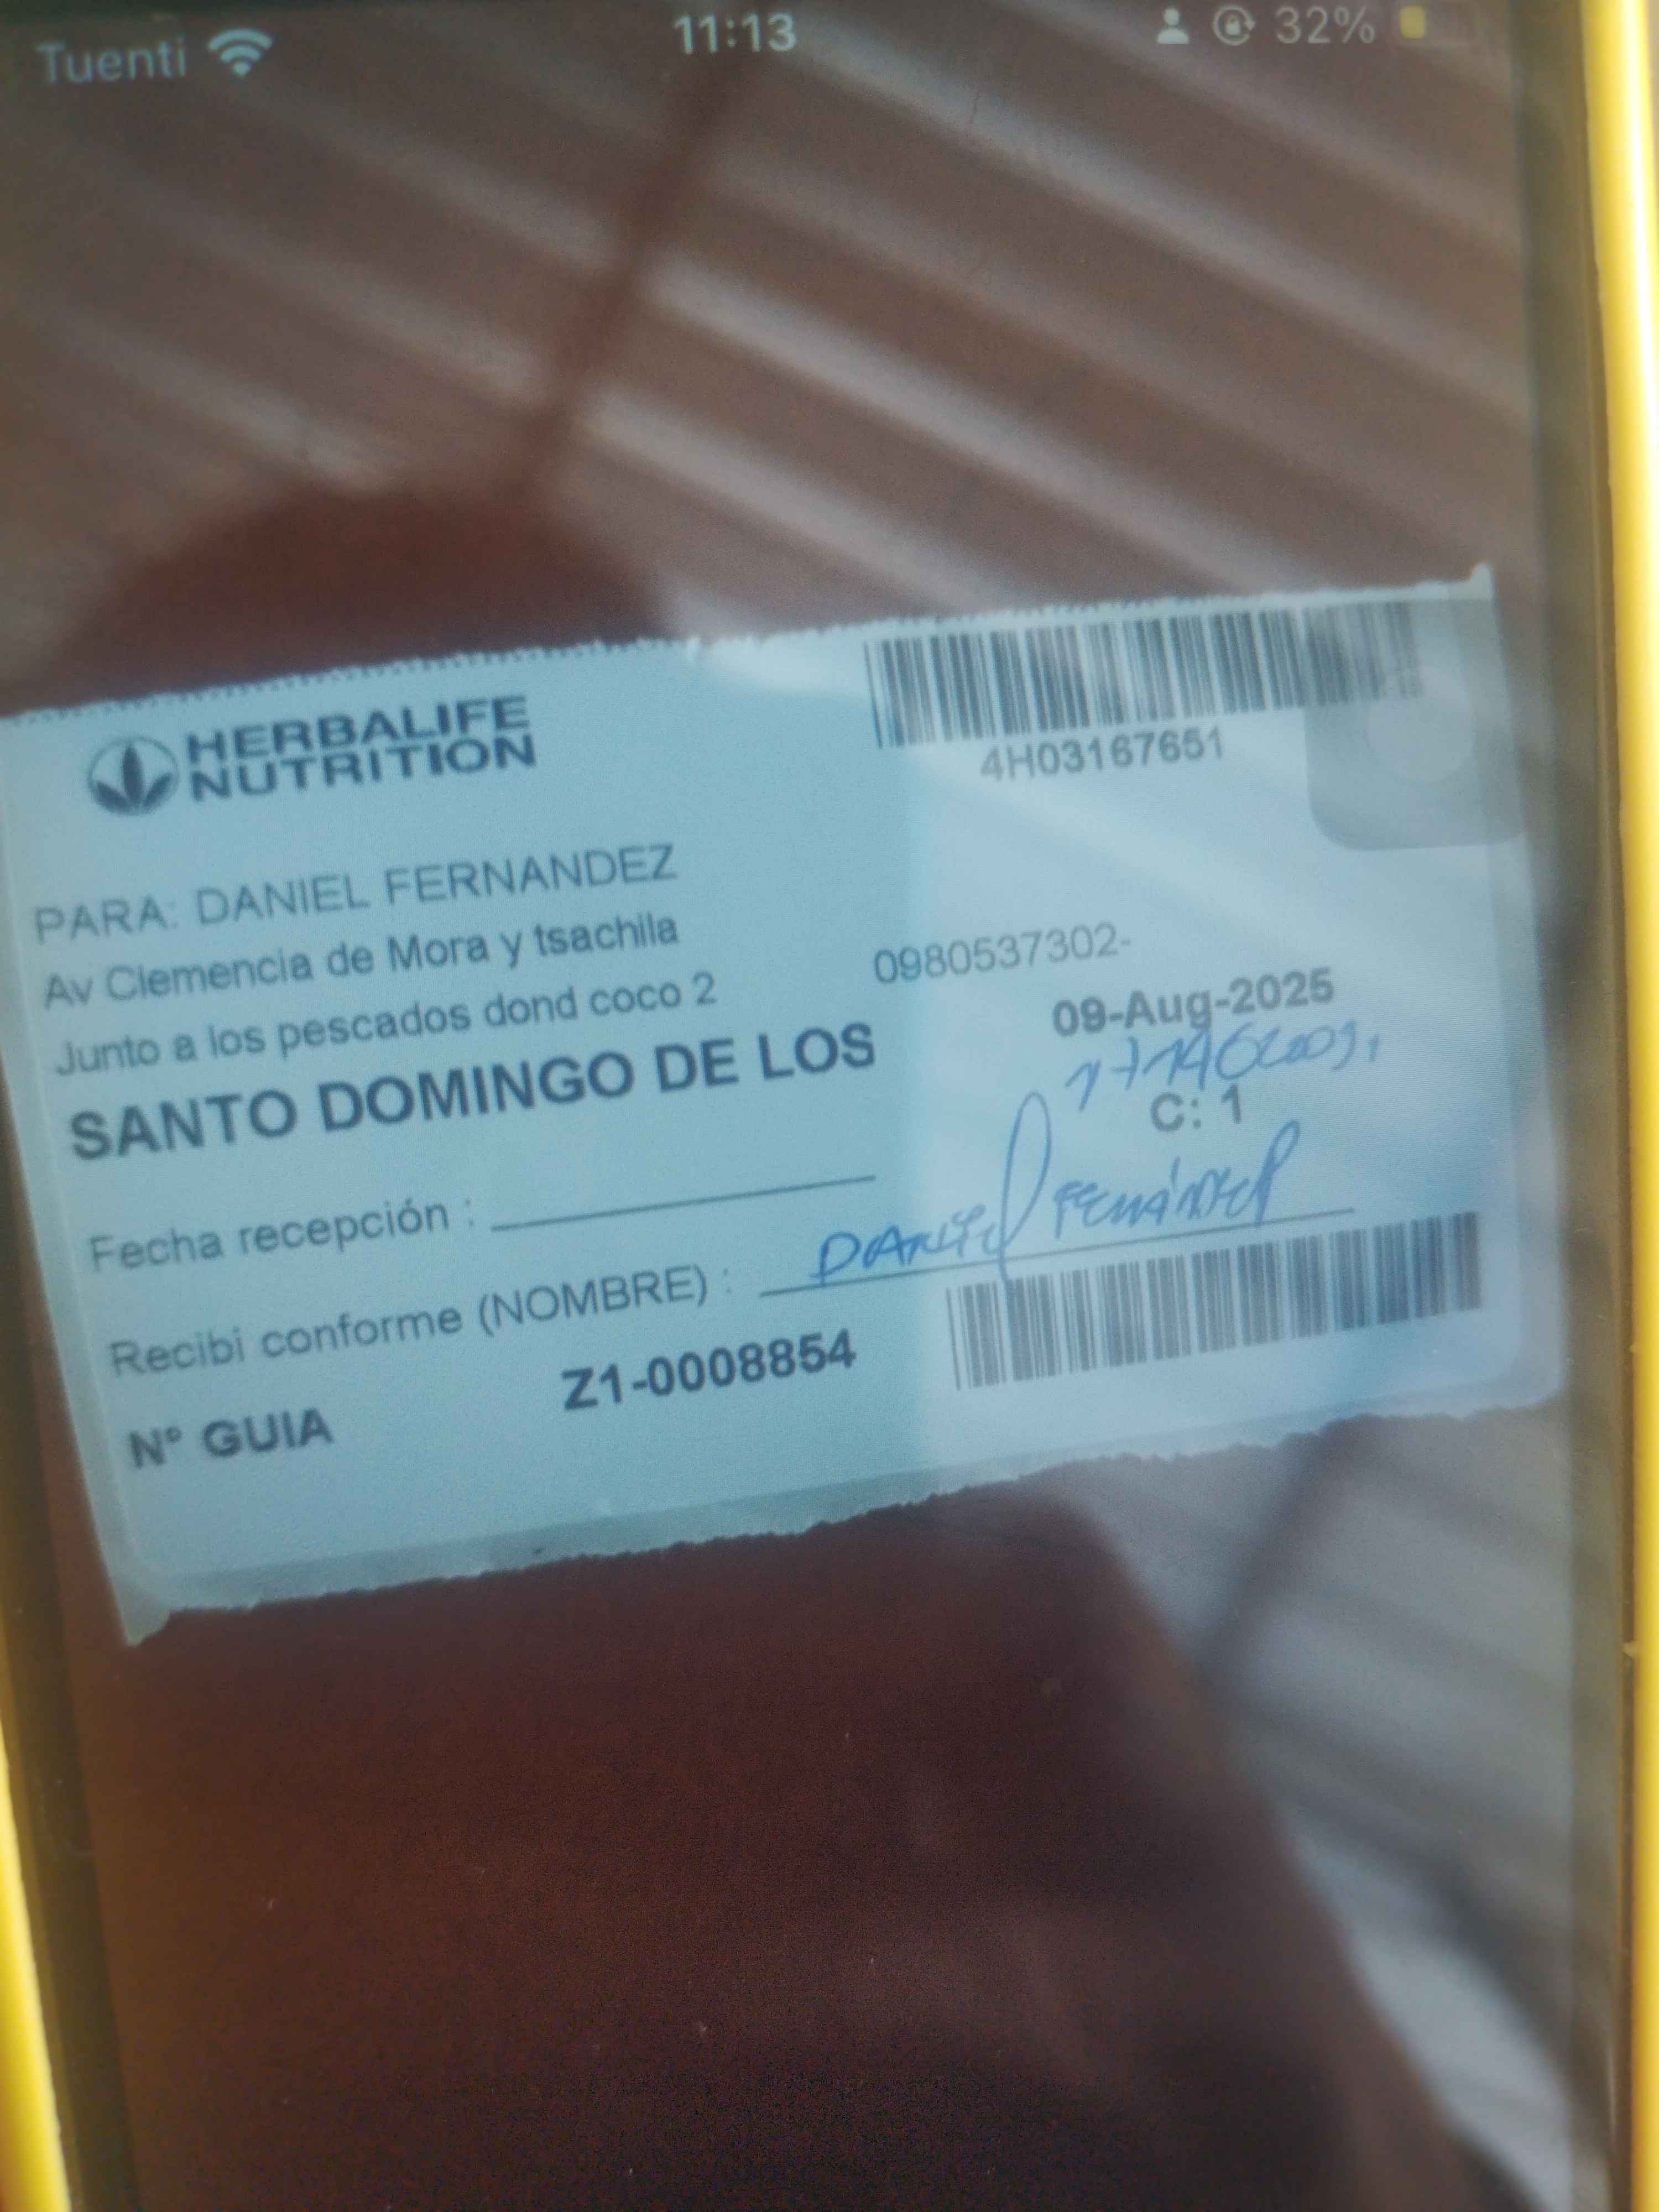 Tuenti 11:13 32%
HERBALIFE
NUTRITION
4H03167651
PARA: DANIEL FERNANDEZ
Av Clemencia de Mora y tsachila
0980537302-
Junto a los pescados dond coco 2
09-Aug-2025
SANTO DOMINGO DE LOS
C: 1
Fecha recepción :
Recibi conforme (NOMBRE) : DANIEL FERNÁNDEZ
Nº GUIA Z1-0008854